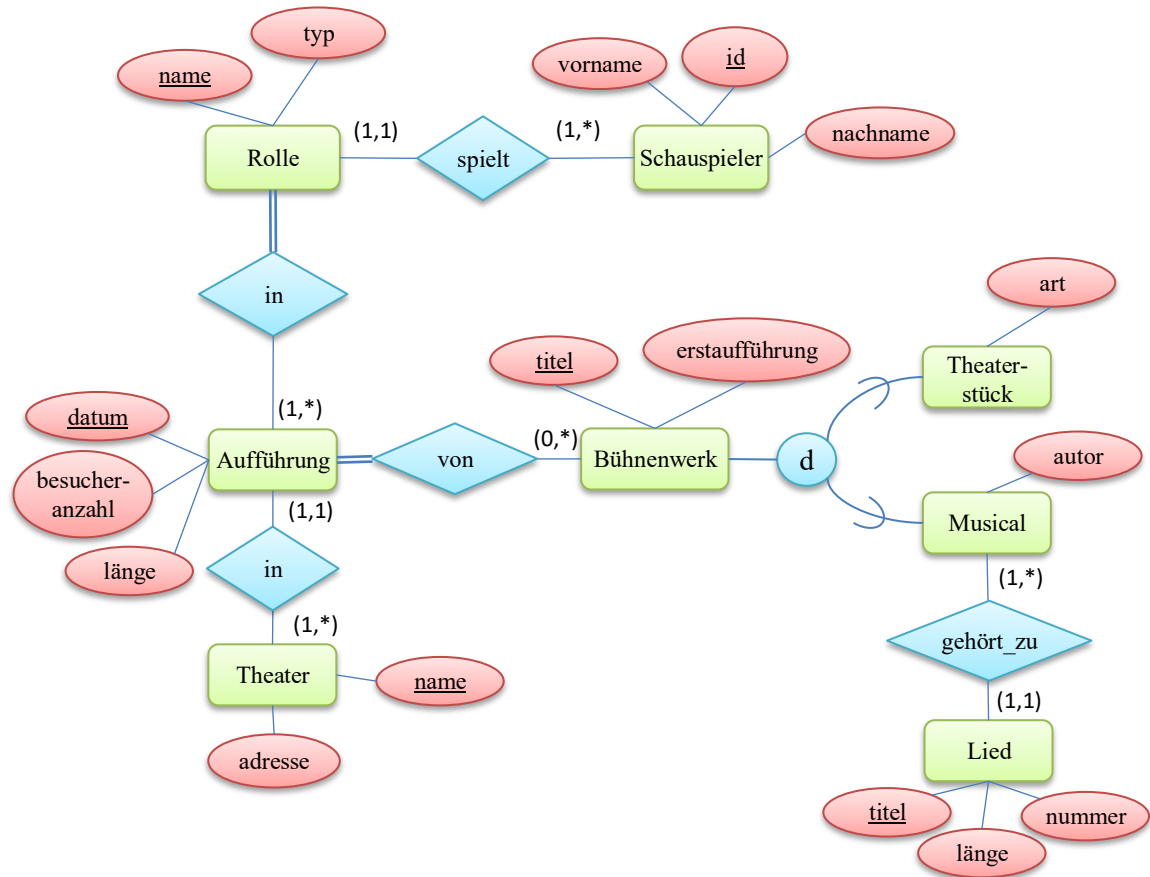 typ
name
vorname
id
nachname
(1,1)
(1,*)
Rolle
spielt
Schauspieler
in
art
titel
erstaufführung
Theater-
stück
datum
(1,*)
(0,*)
Aufführung
von
Bühnenwerk
d
autor
besucher-
anzahl
(1,1)
Musical
länge
in
(1,*)
(1,*)
gehört_zu
Theater
name
(1,1)
adresse
Lied
titel
nummer
länge